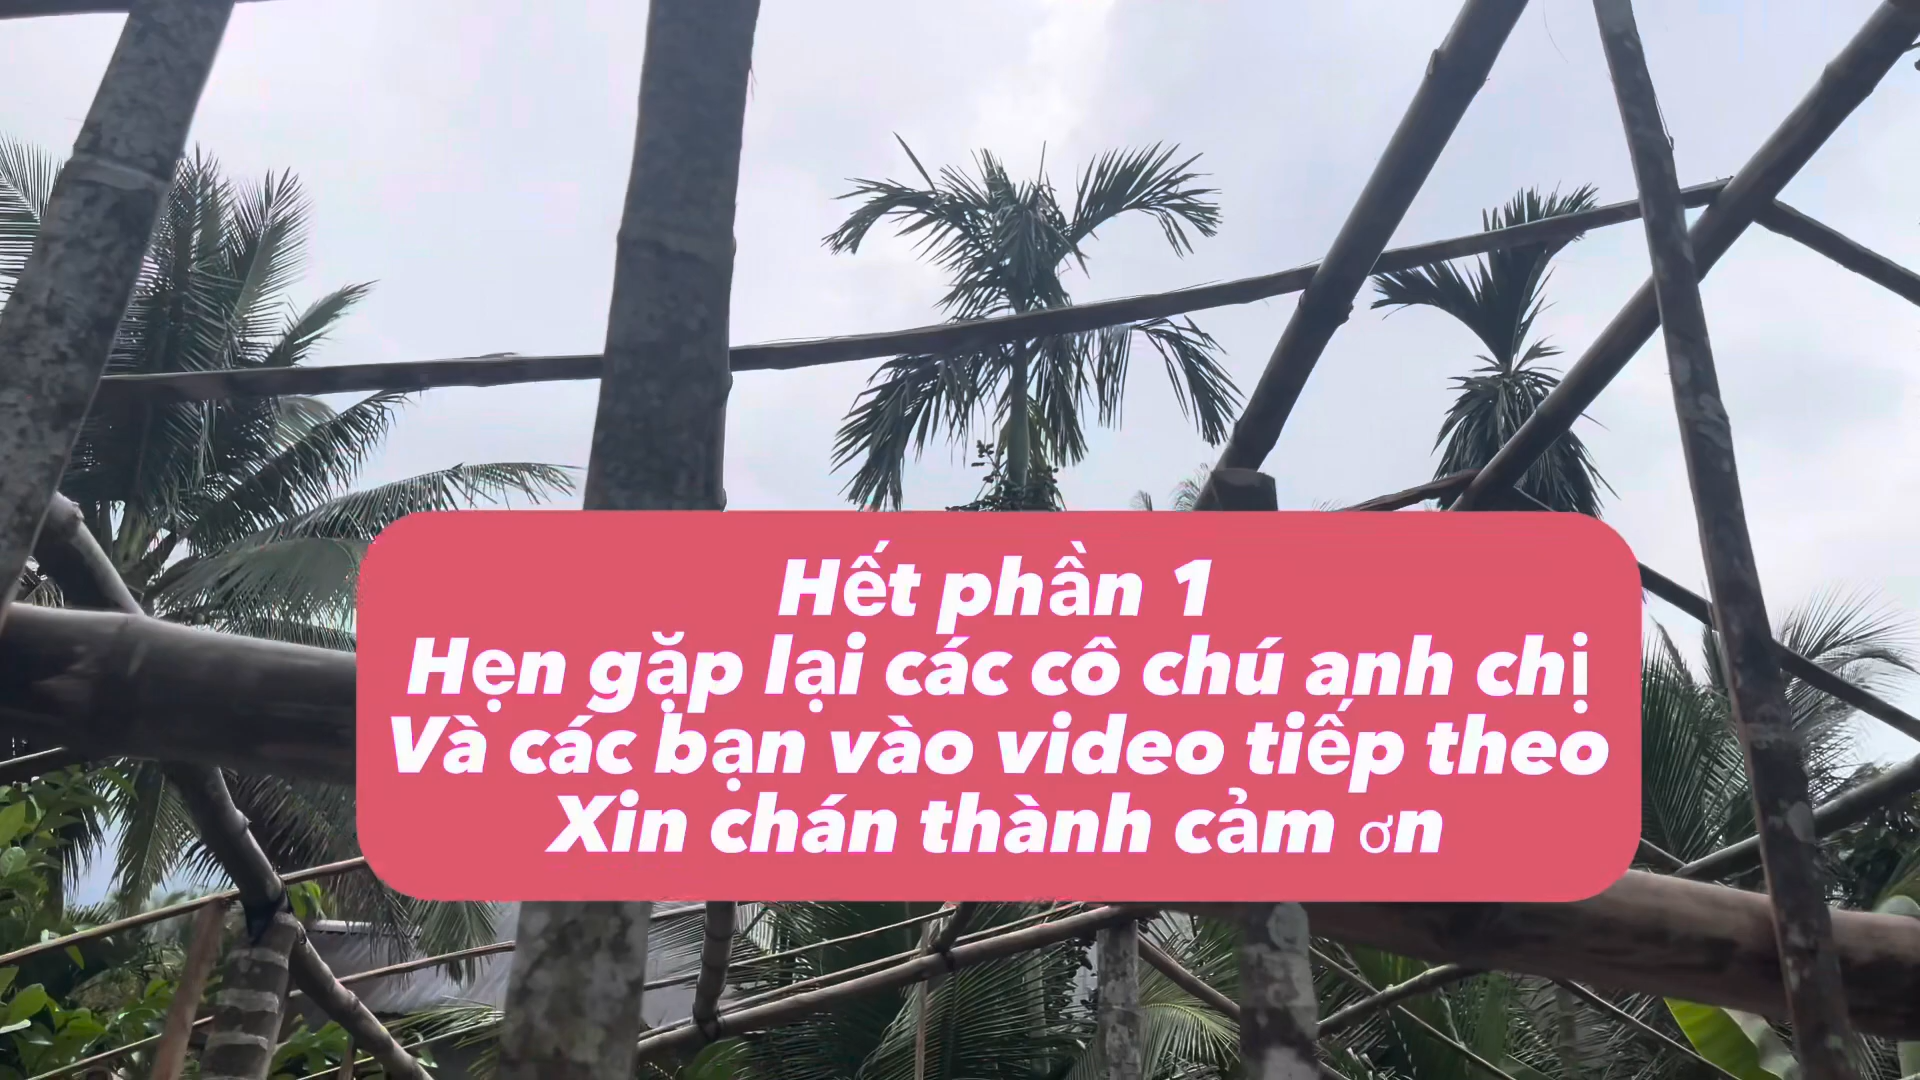 Hết phần 1
Hẹn gặp lại các cô chú anh chị
Và các bạn vào video tiếp theo
Xin chán thành cảm ơn